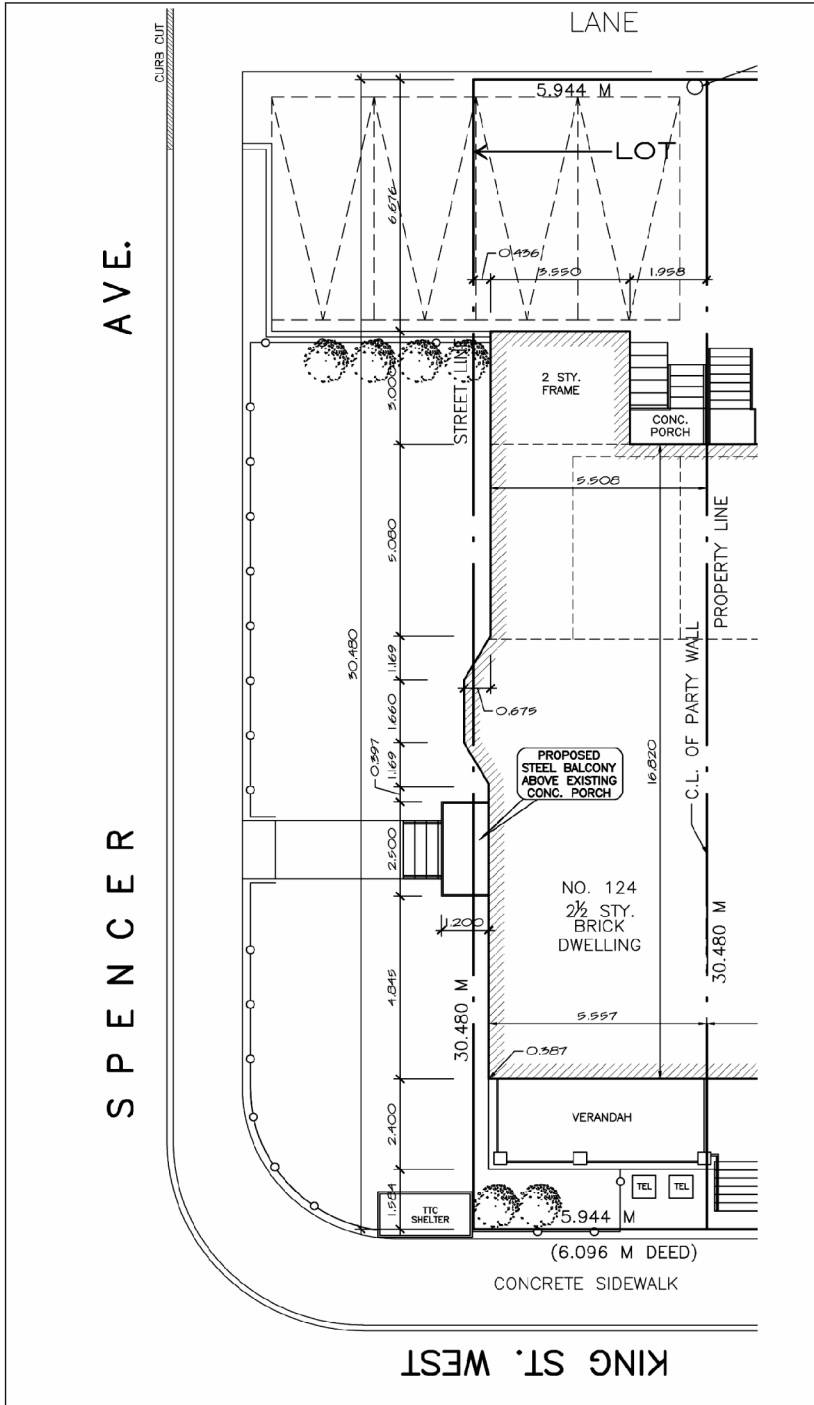 LANE
CURB CUT
5.944 M
LOT
6.676
0.436
3.550
1.958
AVE.
SPENCER
STREET LINE
2 STY.
FRAME
3.000
CONC.
PORCH
5.508
5.080
PROPERTY LINE
30.480
1.169
0.675
1.660
C.L. OF PARTY WALL
0.397
1.169
PROPOSED
STEEL BALCONY
ABOVE EXISTING
CONC. PORCH
16.820
2.500
NO. 124
2½ STY.
BRICK
DWELLING
1.200
30.480 M
30.480 M
4.845
5.557
0.387
2.400
VERANDAH
1.584
TTC
SHELTER
TEL
TEL
5.944 M
(6.096 M DEED)
CONCRETE SIDEWALK
KING ST. WEST